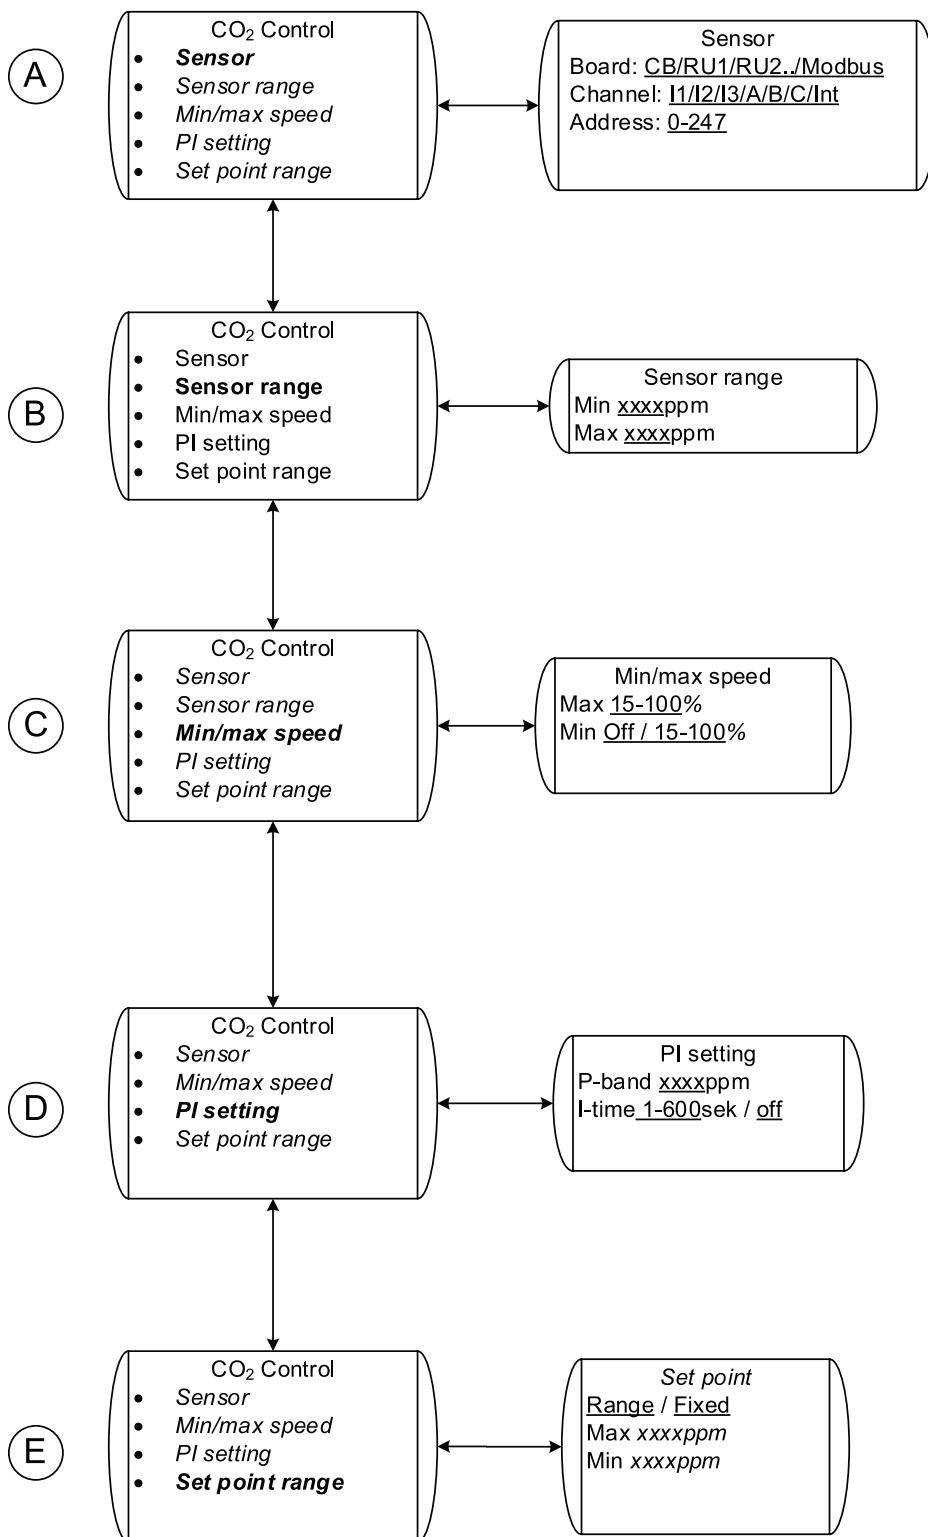 A
CO₂ Control
• Sensor
• Sensor range
• Min/max speed
• PI setting
• Set point range
Sensor
Board: CB/RU1/RU2../Modbus
Channel: I1/I2/I3/A/B/C/Int
Address: 0-247
B
CO₂ Control
• Sensor
• Sensor range
• Min/max speed
• PI setting
• Set point range
Sensor range
Min xxxxppm
Max xxxxppm
C
CO₂ Control
• Sensor
• Sensor range
• Min/max speed
• PI setting
• Set point range
Min/max speed
Max 15-100%
Min Off / 15-100%
D
CO₂ Control
• Sensor
• Min/max speed
• PI setting
• Set point range
PI setting
P-band xxxxppm
I-time 1-600sek / off
E
CO₂ Control
• Sensor
• Min/max speed
• PI setting
• Set point range
Set point
Range / Fixed
Max xxxxppm
Min xxxxppm